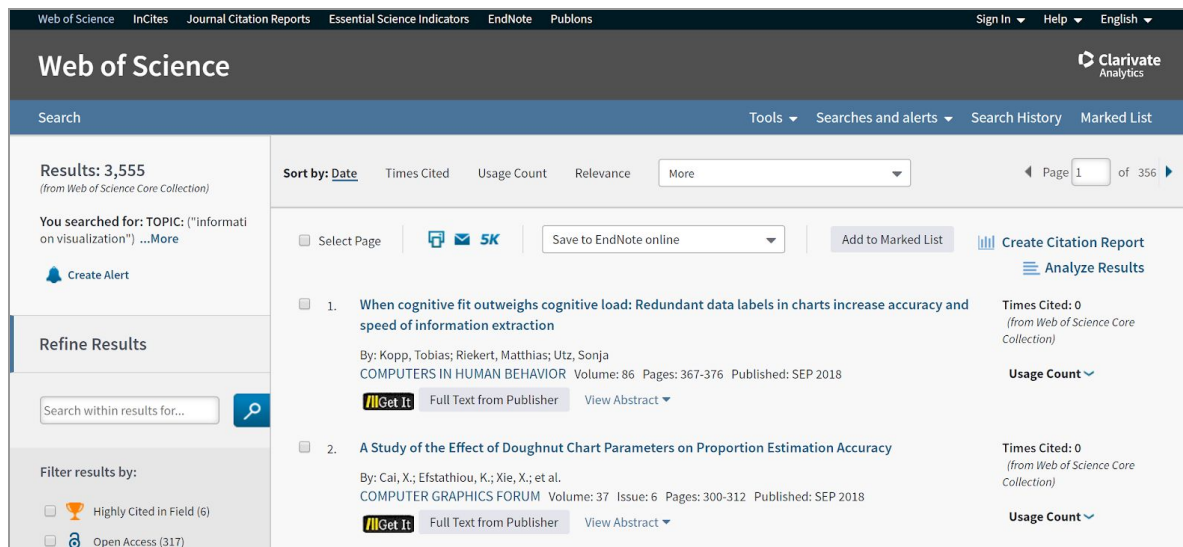 Web of Science InCites Journal Citation Reports Essential Science Indicators EndNote Publons Sign In Help English
Web of Science
Clarivate
Analytics
Search Tools Searches and alerts Search History Marked List
Results: 3,555
(from Web of Science Core Collection)
You searched for: TOPIC: ("informati
on visualization") ...More
Create Alert
Refine Results
Search within results for...
Filter results by:
Highly Cited in Field (6)
Open Access (317)
Sort by: Date Times Cited Usage Count Relevance More Page 1 of 356
Select Page 5K Save to EndNote online Add to Marked List
Create Citation Report
Analyze Results
1. When cognitive fit outweighs cognitive load: Redundant data labels in charts increase accuracy and
speed of information extraction
By: Kopp, Tobias; Riekert, Matthias; Utz, Sonja
COMPUTERS IN HUMAN BEHAVIOR Volume: 86 Pages: 367-376 Published: SEP 2018
Get It Full Text from Publisher View Abstract
Times Cited: 0
(from Web of Science Core
Collection)
Usage Count
2. A Study of the Effect of Doughnut Chart Parameters on Proportion Estimation Accuracy
By: Cai, X.; Efstathiou, K.; Xie, X.; et al.
COMPUTER GRAPHICS FORUM Volume: 37 Issue: 6 Pages: 300-312 Published: SEP 2018
Get It Full Text from Publisher View Abstract
Times Cited: 0
(from Web of Science Core
Collection)
Usage Count